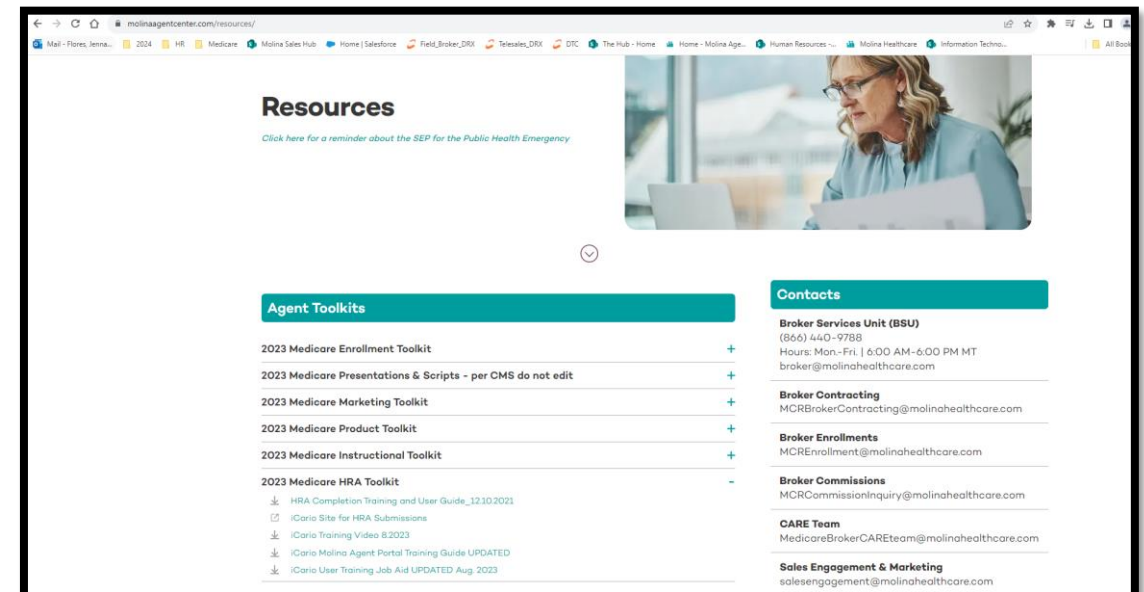 molinaagentcenter.com/resources/
Mail - Flores, Jenna... 2024 HR Medicare Molina Sales Hub Home | Salesforce Field_Broker_DRX Telesales_DRX DTC The Hub - Home Home - Molina Age... Human Resources -... Molina Healthcare Information Techno... All Book
Resources
Click here for a reminder about the SEP for the Public Health Emergency
Agent Toolkits
2023 Medicare Enrollment Toolkit +
2023 Medicare Presentations & Scripts - per CMS do not edit +
2023 Medicare Marketing Toolkit +
2023 Medicare Product Toolkit +
2023 Medicare Instructional Toolkit +
2023 Medicare HRA Toolkit -
HRA Completion Training and User Guide_12.10.2021
iCario Site for HRA Submissions
iCario Training Video 8.2023
iCario Molina Agent Portal Training Guide UPDATED
iCario User Training Job Aid UPDATED Aug. 2023
Contacts
Broker Services Unit (BSU)
(866) 440-9788
Hours: Mon.-Fri. | 6:00 AM-6:00 PM MT
broker@molinahealthcare.com
Broker Contracting
MCRBrokerContracting@molinahealthcare.com
Broker Enrollments
MCREnrollment@molinahealthcare.com
Broker Commissions
MCRCommissionInquiry@molinahealthcare.com
CARE Team
MedicareBrokerCAREteam@molinahealthcare.com
Sales Engagement & Marketing
salesengagement@molinahealthcare.com